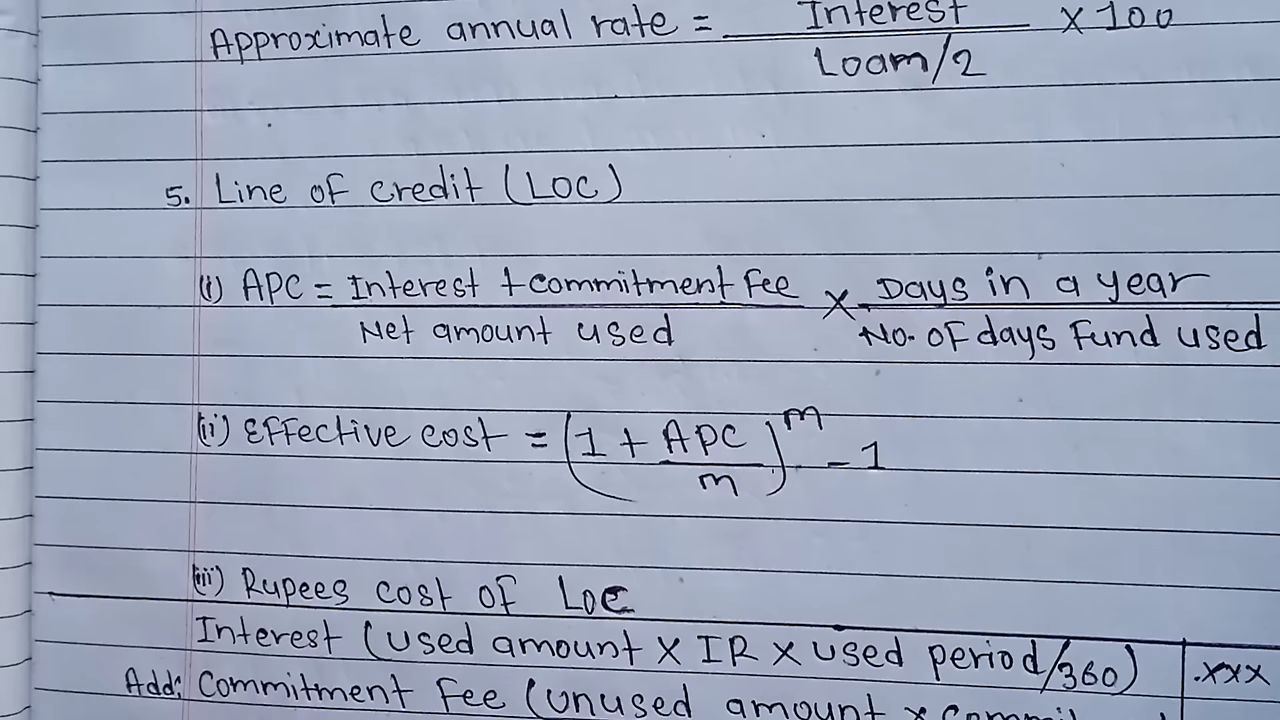 Approximate annual rate = Interest / Loam/2 × 100
5. Line of credit (LOC)
(i) APC = Interest + commitment Fee / Net amount used × Days in a year / No. of days Fund used
(ii) Effective cost = (1 + APC / m)^m - 1
(iii) Rupees cost of LOC
Interest (used amount × IR × used period/360) .xxx
Add: Commitment Fee (unused amount ×